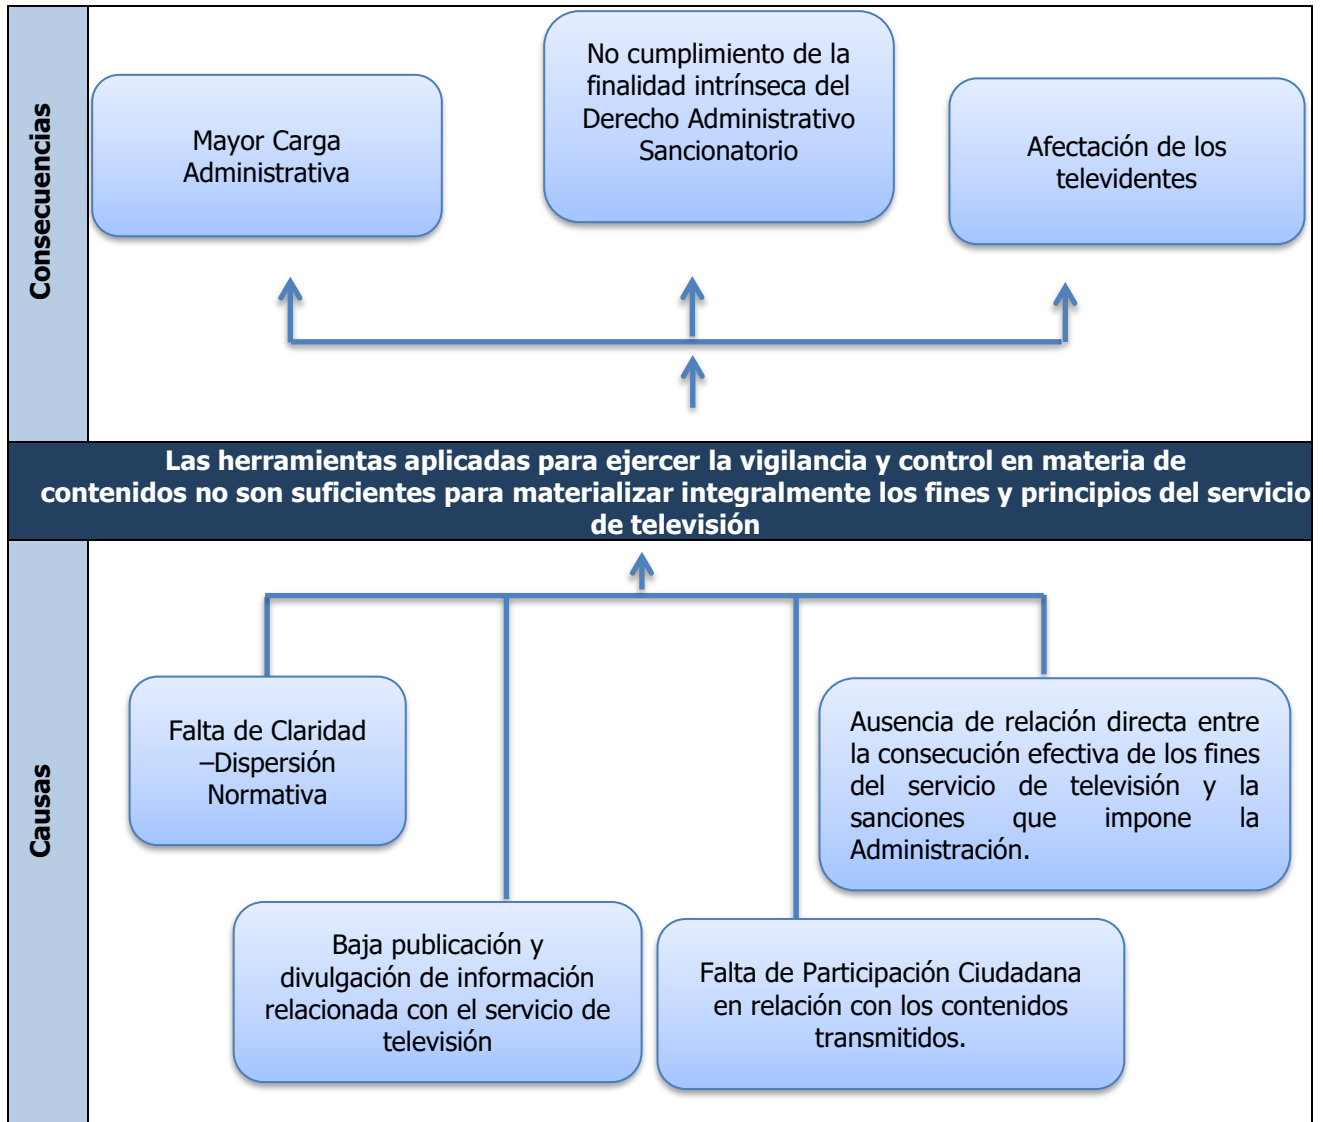 Consecuencias
Mayor Carga
Administrativa
No cumplimiento de la
finalidad intrínseca del
Derecho Administrativo
Sancionatorio
Afectación de los
televidentes
Las herramientas aplicadas para ejercer la vigilancia y control en materia de
contenidos no son suficientes para materializar integralmente los fines y principios del servicio
de televisión
Causas
Falta de Claridad
–Dispersión
Normativa
Baja publicación y
divulgación de información
relacionada con el servicio de
televisión
Falta de Participación Ciudadana
en relación con los contenidos
transmitidos.
Ausencia de relación directa entre
la consecución efectiva de los fines
del servicio de televisión y la
sanciones que impone la
Administración.